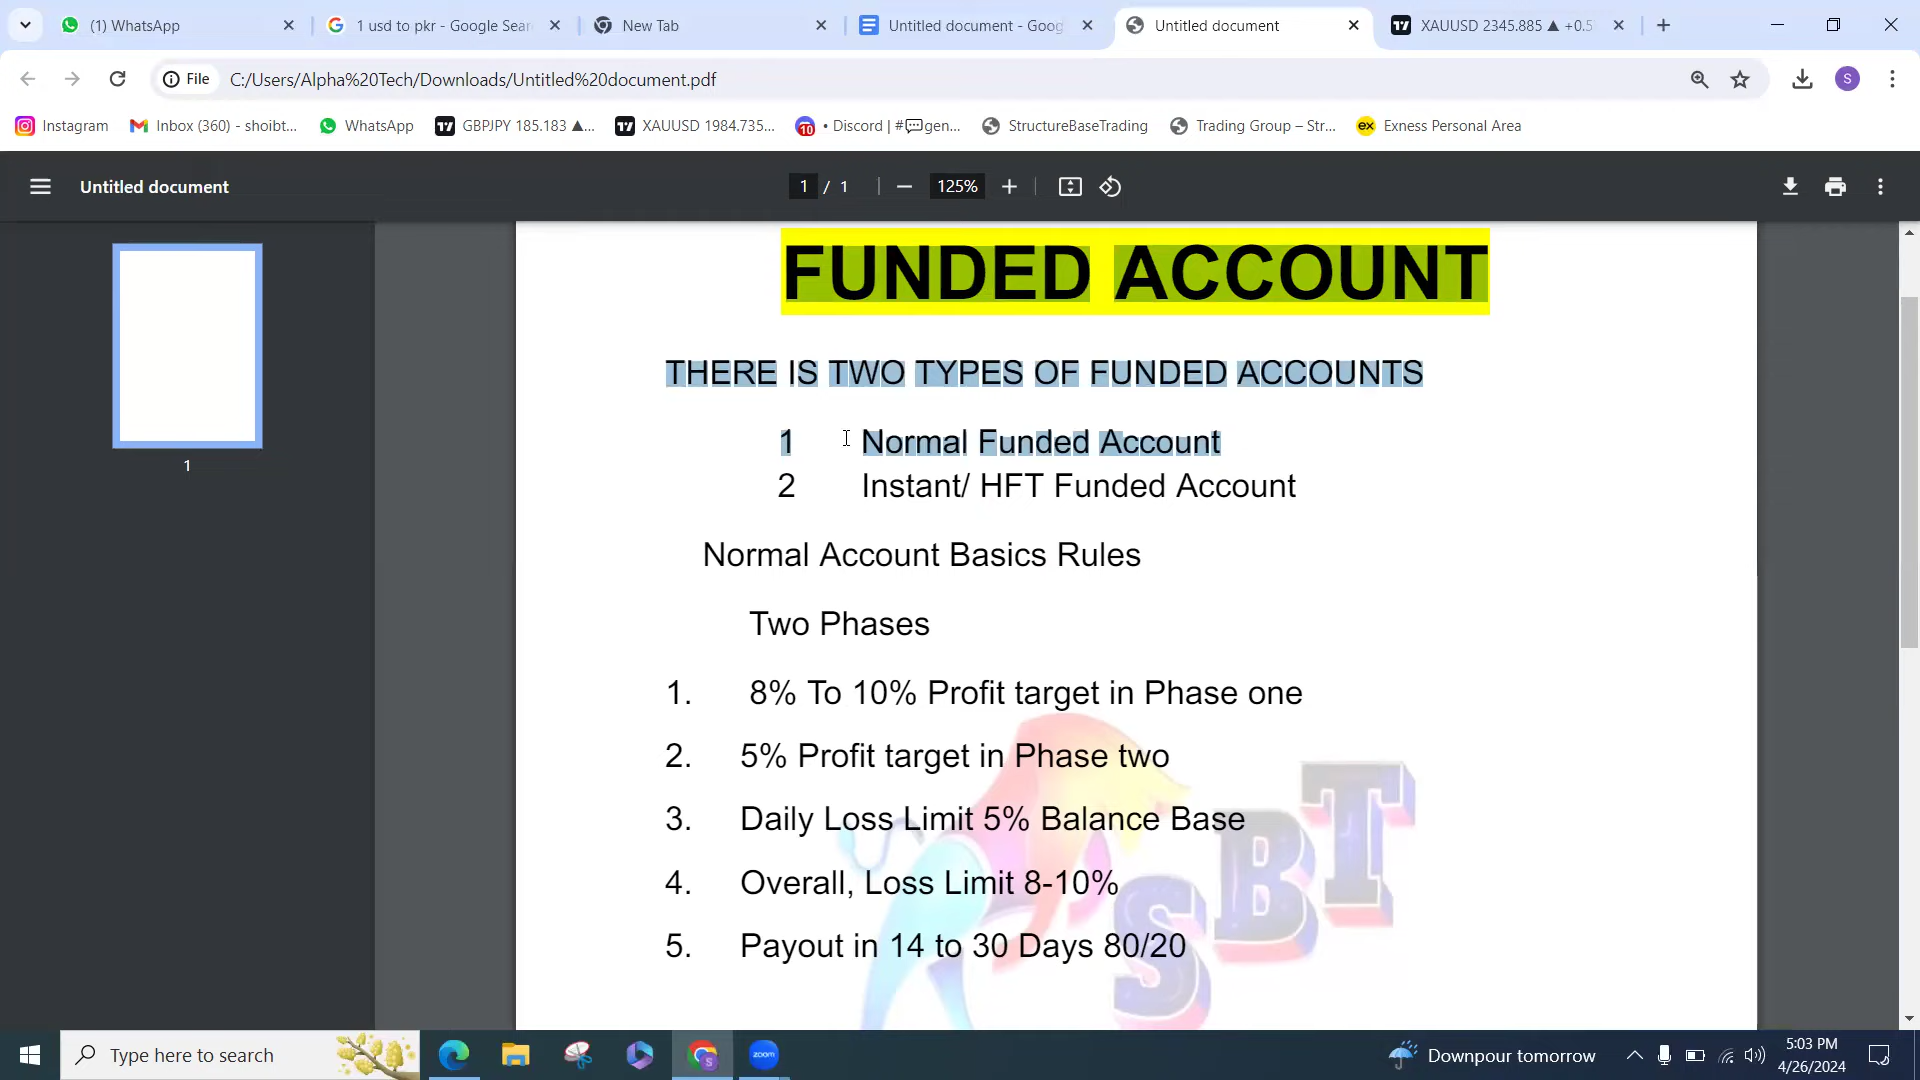 (1) WhatsApp
1 usd to pkr - Google Sear
New Tab
Untitled document - Goog
Untitled document
XAUUSD 2345.885 ▲ +0.5
File
C:/Users/Alpha%20Tech/Downloads/Untitled%20document.pdf
S
Instagram
Inbox (360) - shoibt...
WhatsApp
GBPJPY 185.183 ▲...
XAUUSD 1984.735...
10
• Discord | #💬gen...
StructureBaseTrading
Trading Group – Str...
ex
Exness Personal Area
Untitled document
1 / 1
125%
1
FUNDED ACCOUNT
THERE IS TWO TYPES OF FUNDED ACCOUNTS
1 Normal Funded Account
2 Instant/ HFT Funded Account
Normal Account Basics Rules
Two Phases
1. 8% To 10% Profit target in Phase one
2. 5% Profit target in Phase two
3. Daily Loss Limit 5% Balance Base
4. Overall, Loss Limit 8-10%
5. Payout in 14 to 30 Days 80/20
SBT
Type here to search
zoom
Downpour tomorrow
5:03 PM
4/26/2024